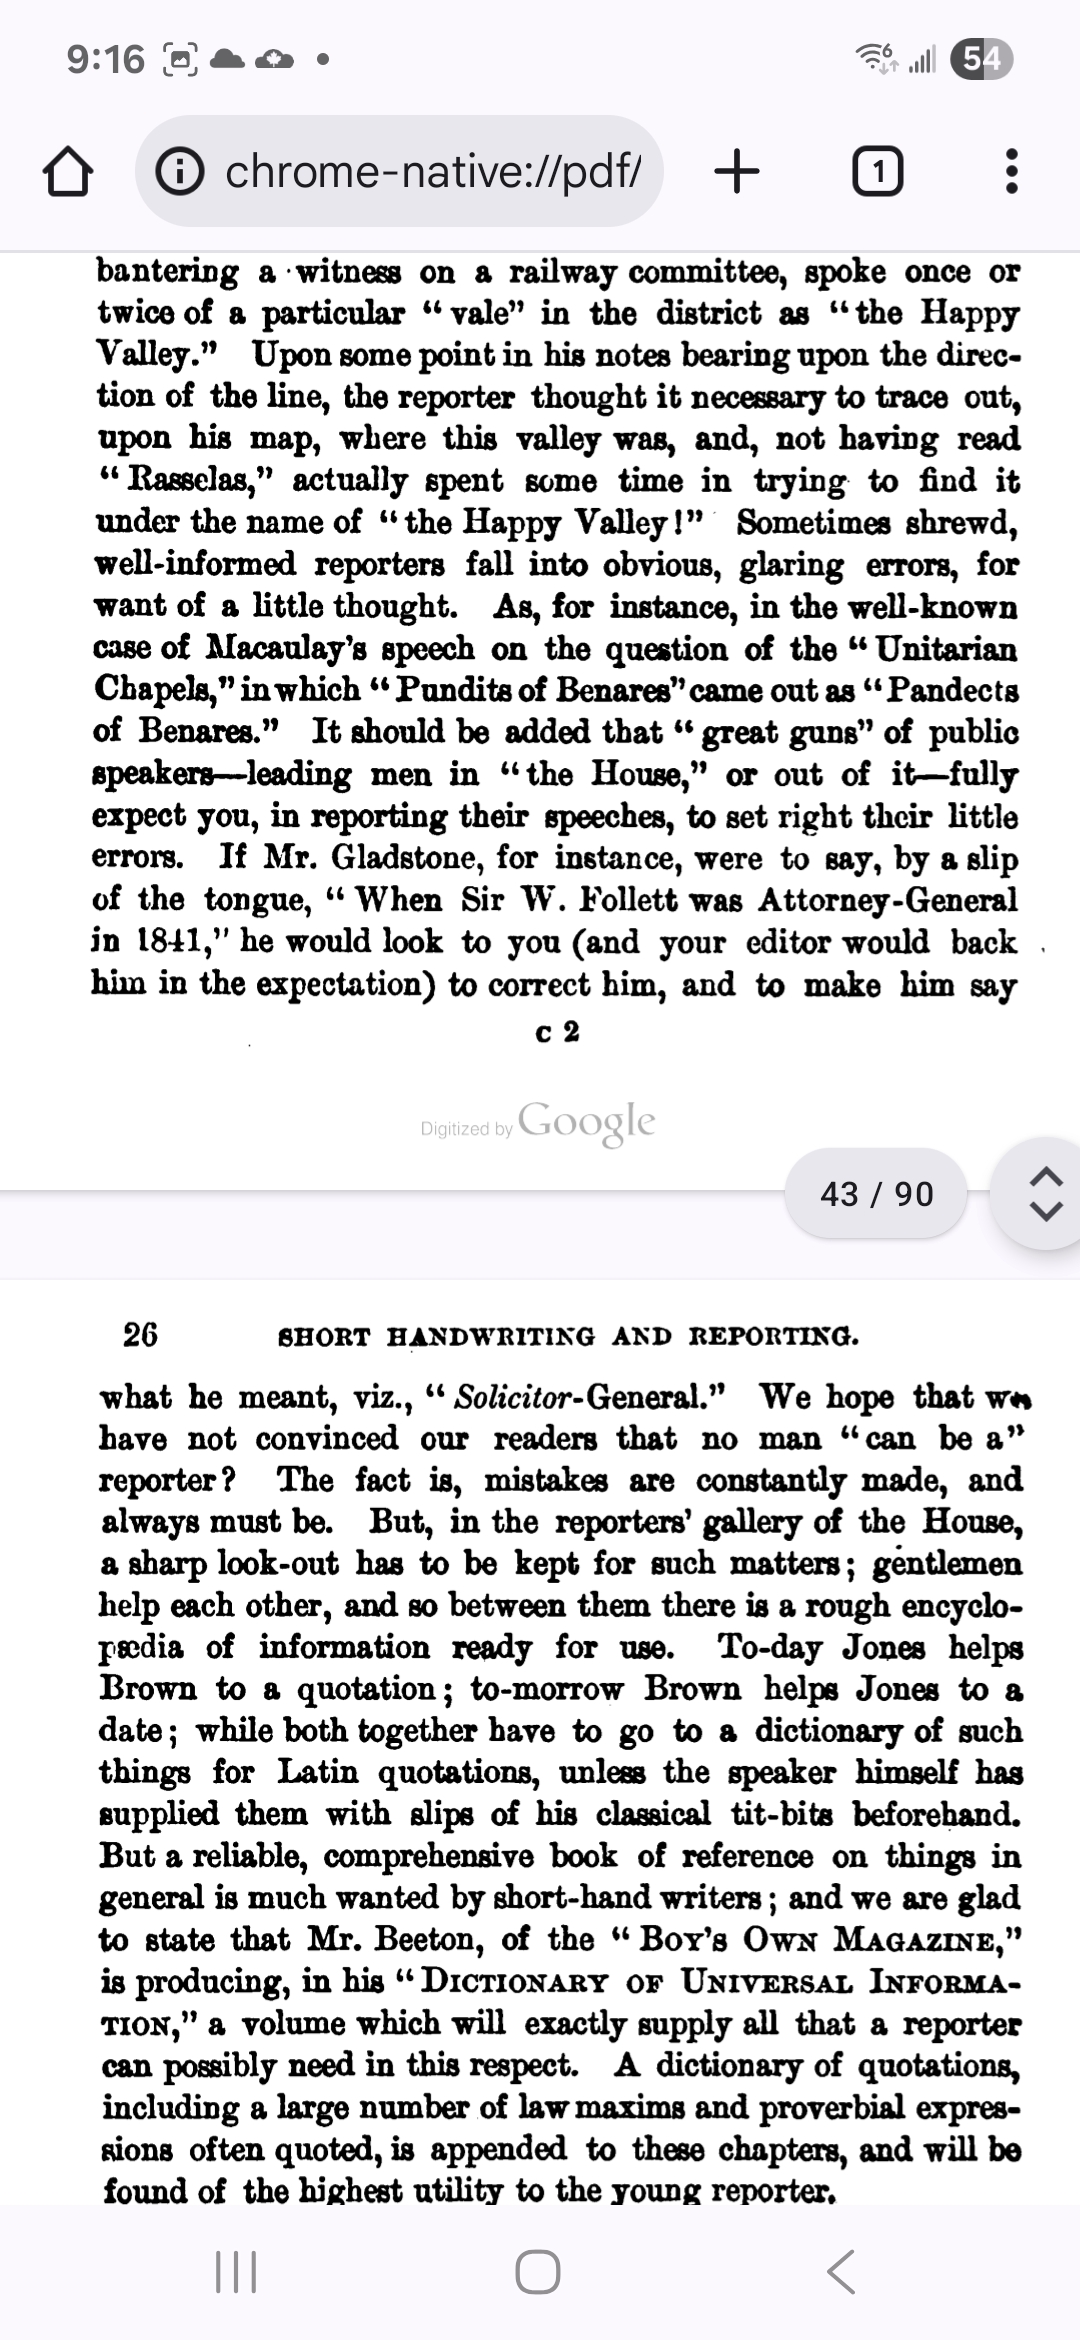 9:16
6
54
chrome-native://pdf/
1
bantering a witness on a railway committee, spoke once or
twice of a particular “vale” in the district as “the Happy
Valley.” Upon some point in his notes bearing upon the direc-
tion of the line, the reporter thought it necessary to trace out,
upon his map, where this valley was, and, not having read
“Rasselas,” actually spent some time in trying to find it
under the name of “the Happy Valley!” Sometimes shrewd,
well-informed reporters fall into obvious, glaring errors, for
want of a little thought. As, for instance, in the well-known
case of Macaulay’s speech on the question of the “Unitarian
Chapels,” in which “Pundits of Benares” came out as “Pandects
of Benares.” It should be added that “great guns” of public
speakers—leading men in “the House,” or out of it—fully
expect you, in reporting their speeches, to set right their little
errors. If Mr. Gladstone, for instance, were to say, by a slip
of the tongue, “When Sir W. Follett was Attorney-General
in 1841,” he would look to you (and your editor would back
him in the expectation) to correct him, and to make him say
c 2
Digitized by Google
43 / 90
26 SHORT HANDWRITING AND REPORTING.
what he meant, viz., “Solicitor-General.” We hope that we
have not convinced our readers that no man “can be a”
reporter? The fact is, mistakes are constantly made, and
always must be. But, in the reporters’ gallery of the House,
a sharp look-out has to be kept for such matters; gentlemen
help each other, and so between them there is a rough encyclo-
pædia of information ready for use. To-day Jones helps
Brown to a quotation; to-morrow Brown helps Jones to a
date; while both together have to go to a dictionary of such
things for Latin quotations, unless the speaker himself has
supplied them with slips of his classical tit-bits beforehand.
But a reliable, comprehensive book of reference on things in
general is much wanted by short-hand writers; and we are glad
to state that Mr. Beeton, of the “BOY’S OWN MAGAZINE,”
is producing, in his “DICTIONARY OF UNIVERSAL INFORMA-
TION,” a volume which will exactly supply all that a reporter
can possibly need in this respect. A dictionary of quotations,
including a large number of law maxims and proverbial expres-
sions often quoted, is appended to these chapters, and will be
found of the highest utility to the young reporter.